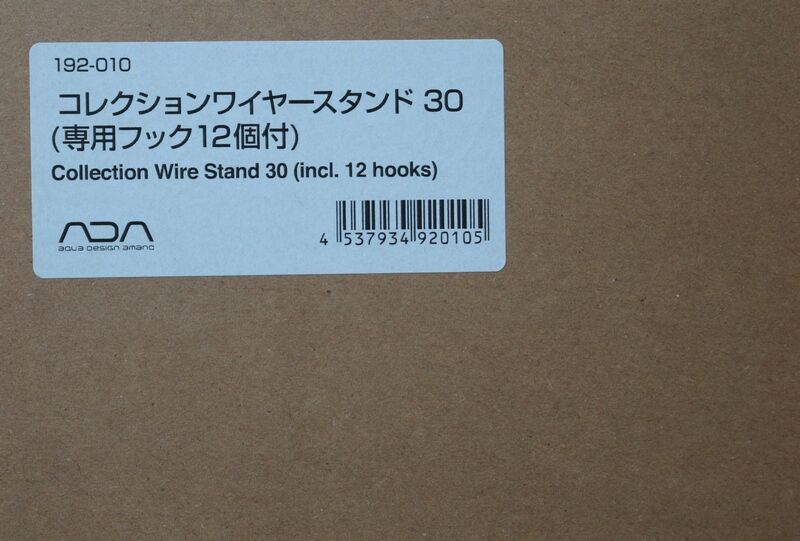 192-010
コレクションワイヤースタンド 30
(専用フック12個付)
Collection Wire Stand 30 (incl. 12 hooks)
ADA
aqua Design amano
4 537934 920105